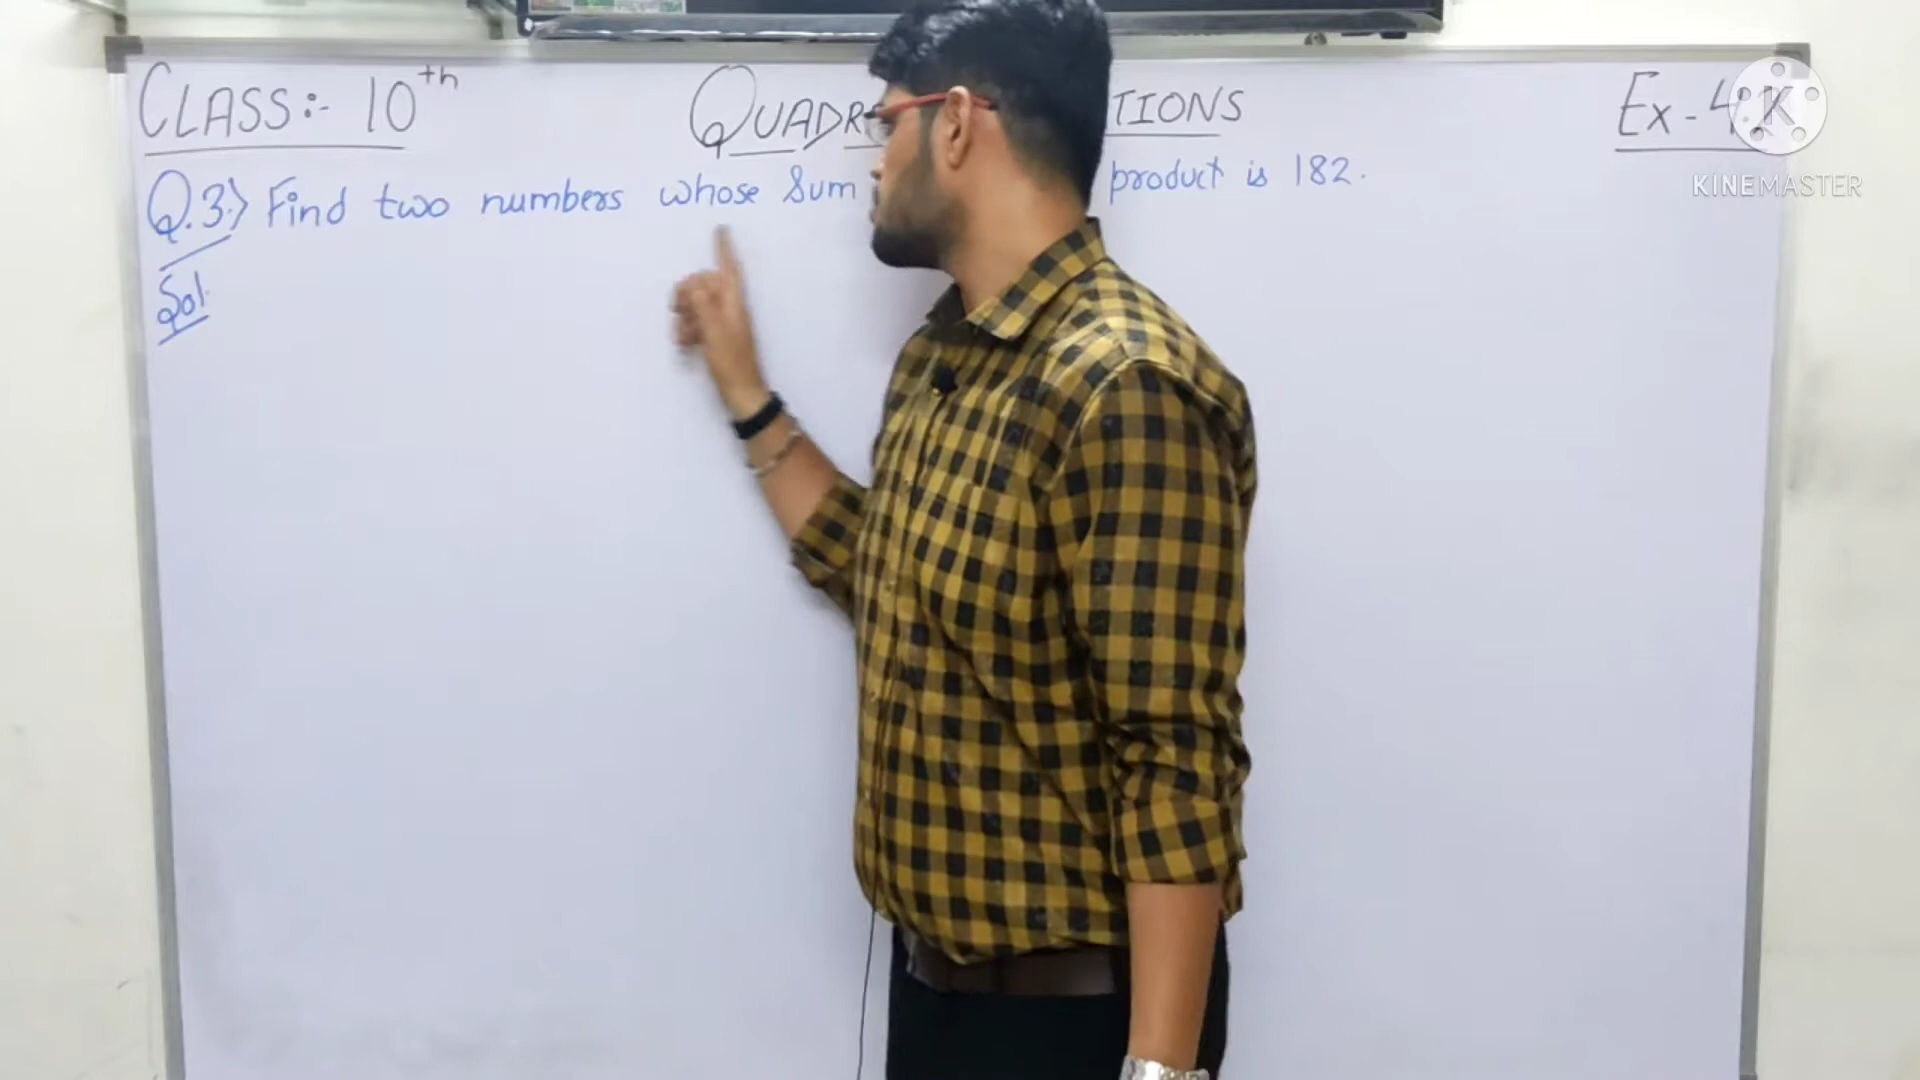 CLASS:- 10th QUADR TIONS Ex - 4.
Q.3.) Find two numbers whose Sum product is 182.
Sol.
K
KINEMASTER